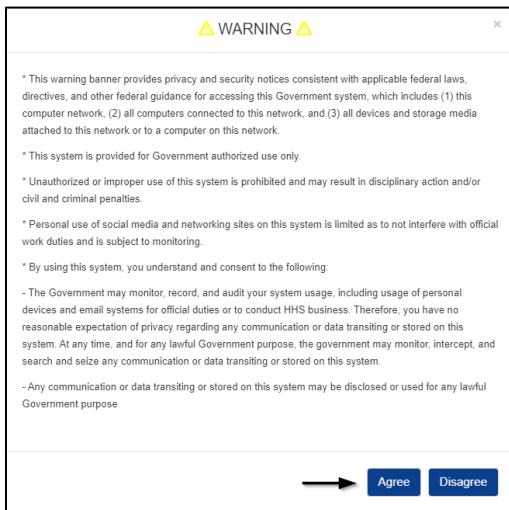 ⚠ WARNING ⚠
×
* This warning banner provides privacy and security notices consistent with applicable federal laws,
directives, and other federal guidance for accessing this Government system, which includes (1) this
computer network, (2) all computers connected to this network, and (3) all devices and storage media
attached to this network or to a computer on this network.
* This system is provided for Government authorized use only.
* Unauthorized or improper use of this system is prohibited and may result in disciplinary action and/or
civil and criminal penalties.
* Personal use of social media and networking sites on this system is limited as to not interfere with official
work duties and is subject to monitoring.
* By using this system, you understand and consent to the following:
- The Government may monitor, record, and audit your system usage, including usage of personal
devices and email systems for official duties or to conduct HHS business. Therefore, you have no
reasonable expectation of privacy regarding any communication or data transiting or stored on this
system. At any time, and for any lawful Government purpose, the government may monitor, intercept, and
search and seize any communication or data transiting or stored on this system.
- Any communication or data transiting or stored on this system may be disclosed or used for any lawful
Government purpose
Agree Disagree